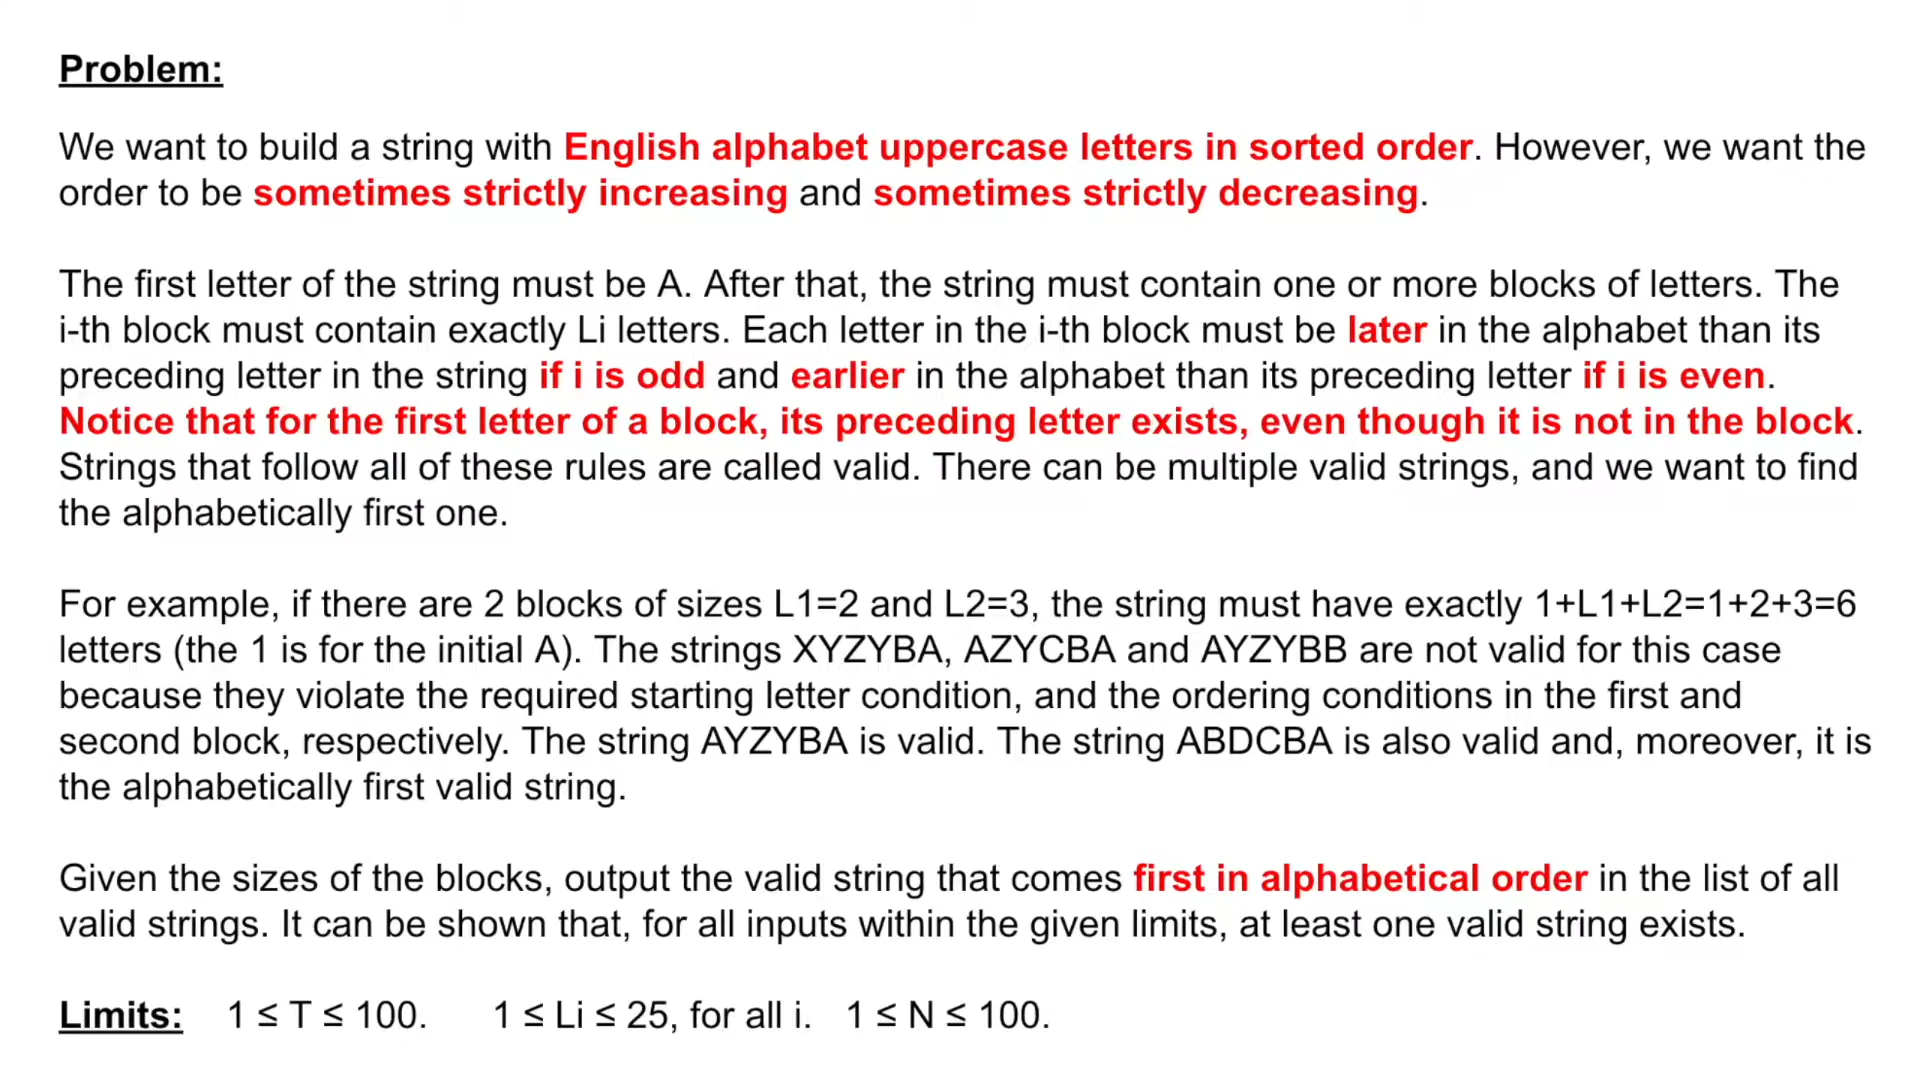 Problem:
We want to build a string with English alphabet uppercase letters in sorted order. However, we want the
order to be sometimes strictly increasing and sometimes strictly decreasing.
The first letter of the string must be A. After that, the string must contain one or more blocks of letters. The
i-th block must contain exactly Li letters. Each letter in the i-th block must be later in the alphabet than its
preceding letter in the string if i is odd and earlier in the alphabet than its preceding letter if i is even.
Notice that for the first letter of a block, its preceding letter exists, even though it is not in the block.
Strings that follow all of these rules are called valid. There can be multiple valid strings, and we want to find
the alphabetically first one.
For example, if there are 2 blocks of sizes L1=2 and L2=3, the string must have exactly 1+L1+L2=1+2+3=6
letters (the 1 is for the initial A). The strings XYZYBA, AZYCBA and AYZYBB are not valid for this case
because they violate the required starting letter condition, and the ordering conditions in the first and
second block, respectively. The string AYZYBA is valid. The string ABDCBA is also valid and, moreover, it is
the alphabetically first valid string.
Given the sizes of the blocks, output the valid string that comes first in alphabetical order in the list of all
valid strings. It can be shown that, for all inputs within the given limits, at least one valid string exists.
Limits: 1 ≤ T ≤ 100. 1 ≤ Li ≤ 25, for all i. 1 ≤ N ≤ 100.